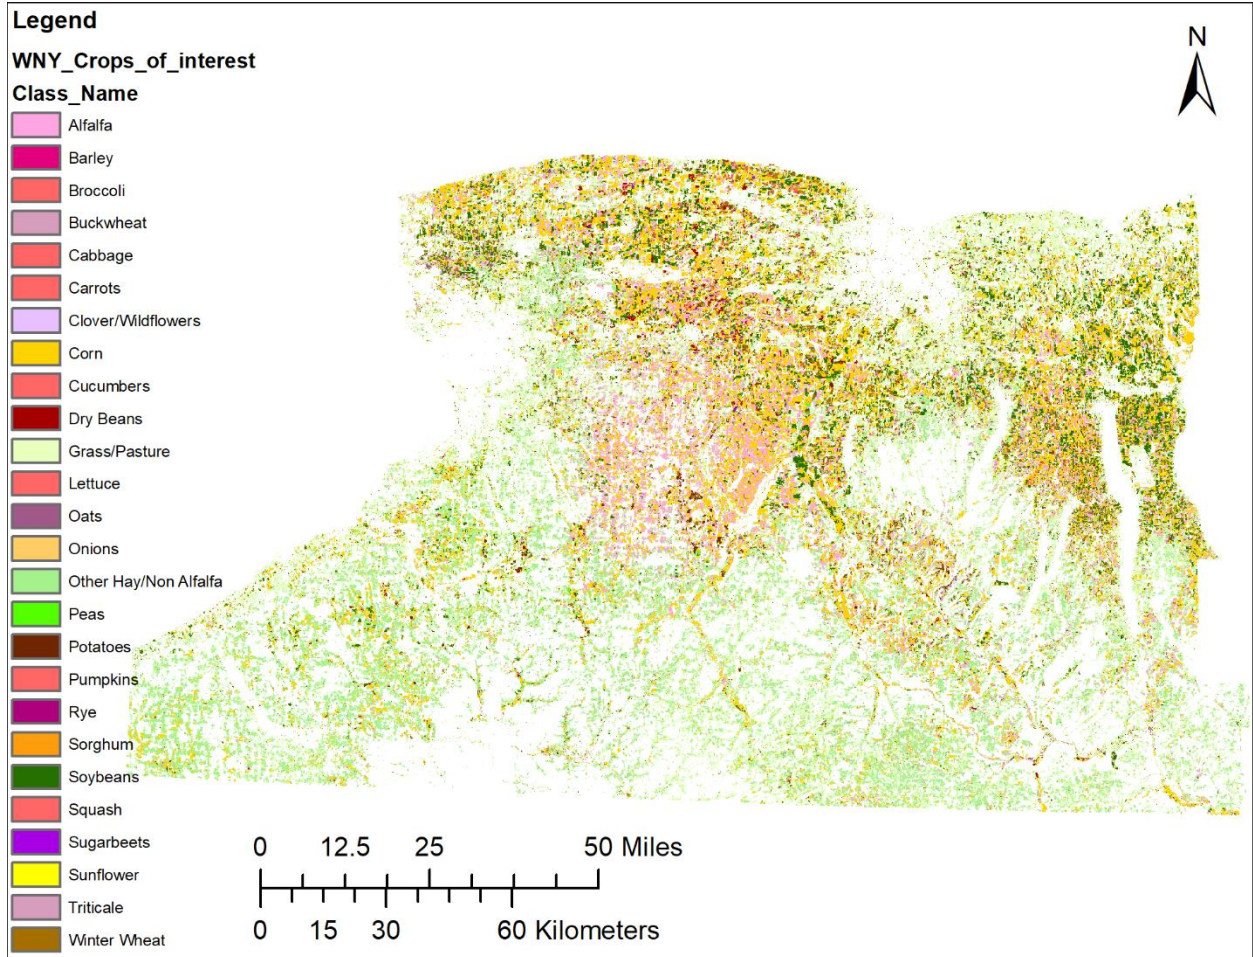 Legend
WNY_Crops_of_interest
Class_Name
Alfalfa
Barley
Broccoli
Buckwheat
Cabbage
Carrots
Clover/Wildflowers
Corn
Cucumbers
Dry Beans
Grass/Pasture
Lettuce
Oats
Onions
Other Hay/Non Alfalfa
Peas
Potatoes
Pumpkins
Rye
Sorghum
Soybeans
Squash
Sugarbeets
Sunflower
Triticale
Winter Wheat
N
0 12.5 25 50 Miles
0 15 30 60 Kilometers